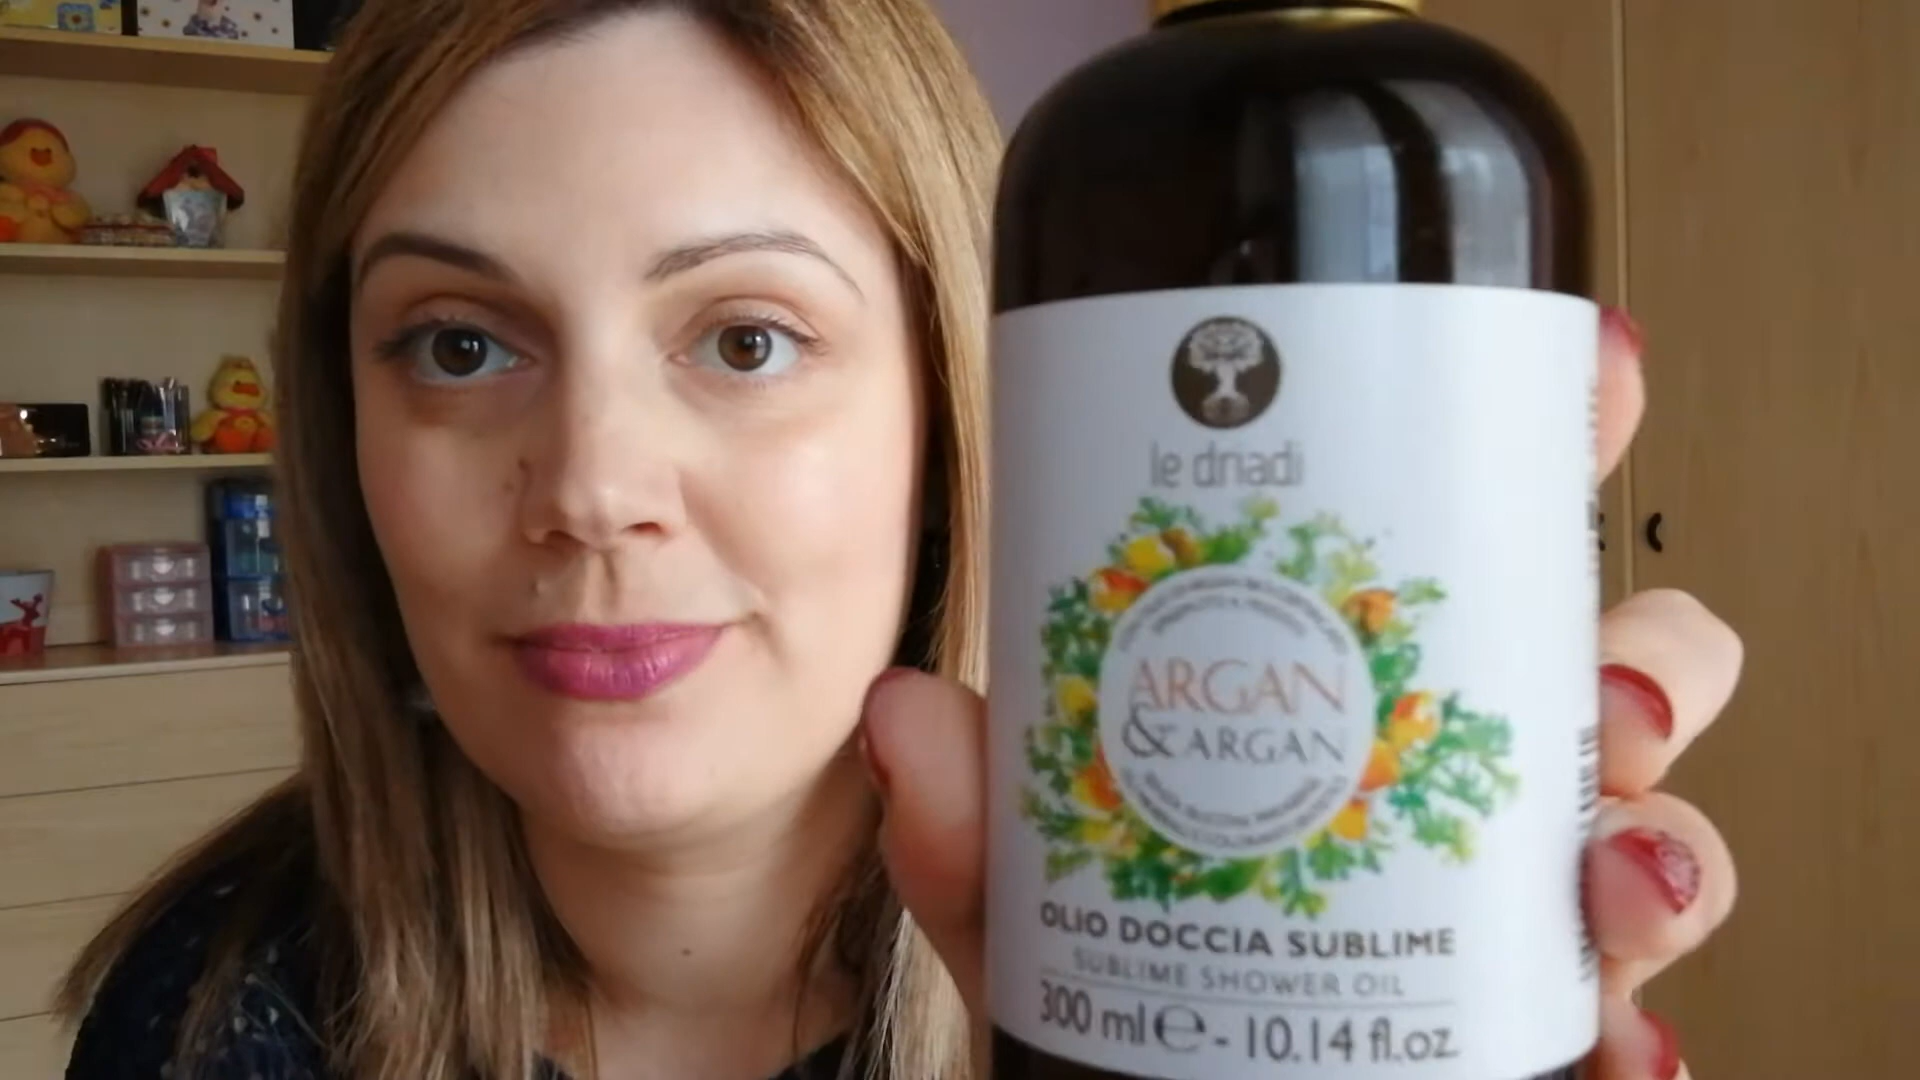 le driadi
ARGAN
& ARGAN
OLIO DOCCIA SUBLIME
SUBLIME SHOWER OIL
300 ml e - 10.14 fl.oz.